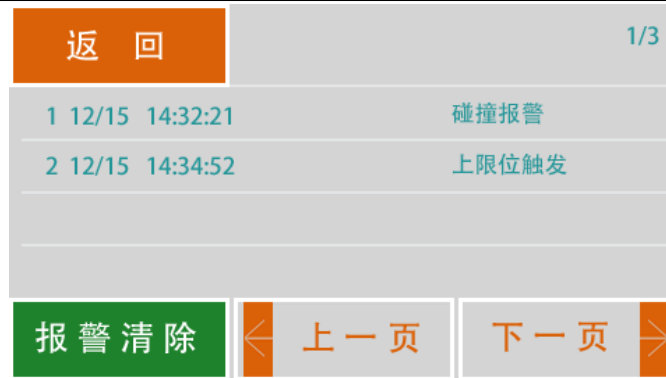 返 回 1/3
1 12/15 14:32:21 碰撞报警
2 12/15 14:34:52 上限位触发
报警清除 上一页 下一页